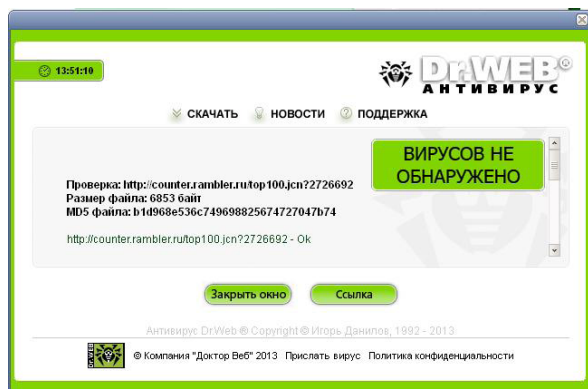 13:51:10
Dr.WEB®
АНТИВИРУС
СКАЧАТЬ НОВОСТИ ПОДДЕРЖКА
ВИРУСОВ НЕ
ОБНАРУЖЕНО
Проверка: http://counter.rambler.ru/top100.jcn?2726692
Размер файла: 6853 байт
MD5 файла: b1d968e536c749698825674727047b74
http://counter.rambler.ru/top100.jcn?2726692 - Ok
Закрыть окно Ссылка
Антивирус Dr.Web ® Copyright © Игорь Данилов, 1992 - 2013
Dr.WEB
© Компания "Доктор Веб" 2013 Прислать вирус Политика конфиденциальности